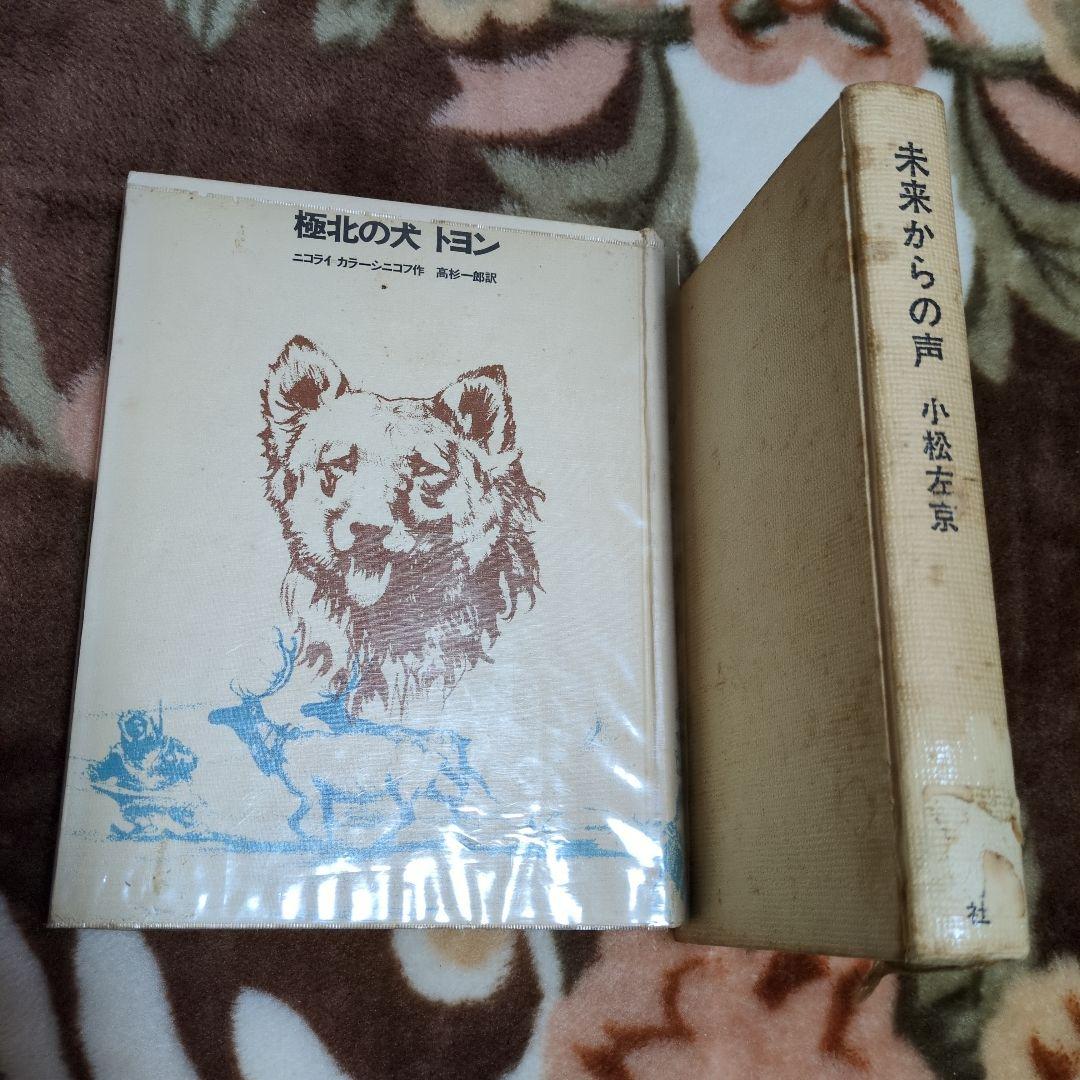 極北の犬 トヨン
ニコライ カラーシニコフ作 高杉一郎訳
未来からの声 小松左京
社